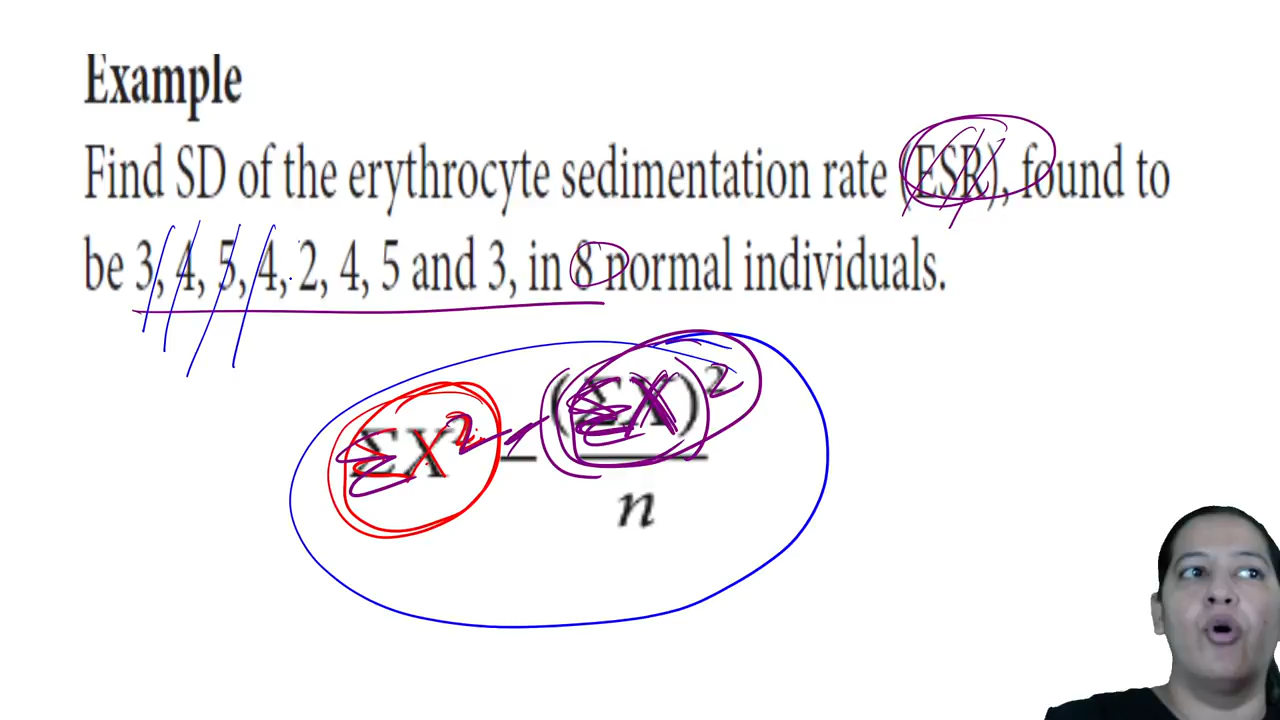 Example
Find SD of the erythrocyte sedimentation rate (ESR), found to
be 3, 4, 5, 4, 2, 4, 5 and 3, in 8 normal individuals.
ΣX² − (ΣX)²
n